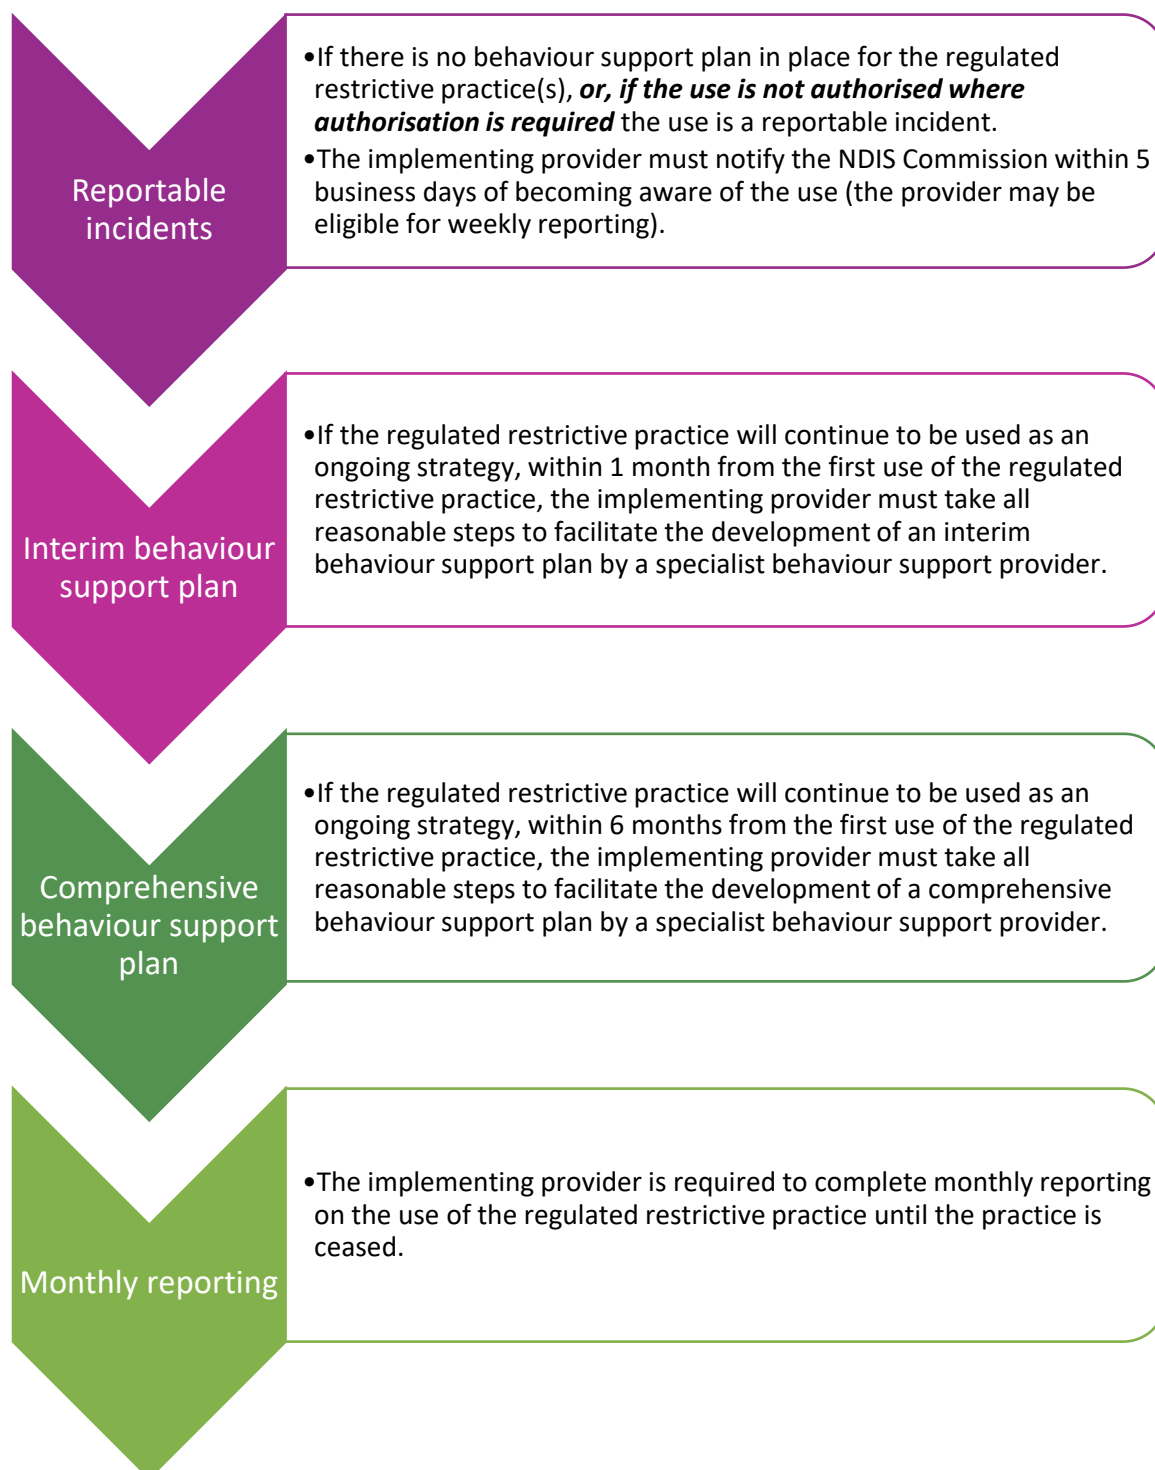 Reportable
incidents
•If there is no behaviour support plan in place for the regulated
restrictive practice(s), or, if the use is not authorised where
authorisation is required the use is a reportable incident.
•The implementing provider must notify the NDIS Commission within 5
business days of becoming aware of the use (the provider may be
eligible for weekly reporting).
Interim behaviour
support plan
•If the regulated restrictive practice will continue to be used as an
ongoing strategy, within 1 month from the first use of the regulated
restrictive practice, the implementing provider must take all
reasonable steps to facilitate the development of an interim
behaviour support plan by a specialist behaviour support provider.
Comprehensive
behaviour support
plan
•If the regulated restrictive practice will continue to be used as an
ongoing strategy, within 6 months from the first use of the regulated
restrictive practice, the implementing provider must take all
reasonable steps to facilitate the development of a comprehensive
behaviour support plan by a specialist behaviour support provider.
Monthly reporting
•The implementing provider is required to complete monthly reporting
on the use of the regulated restrictive practice until the practice is
ceased.